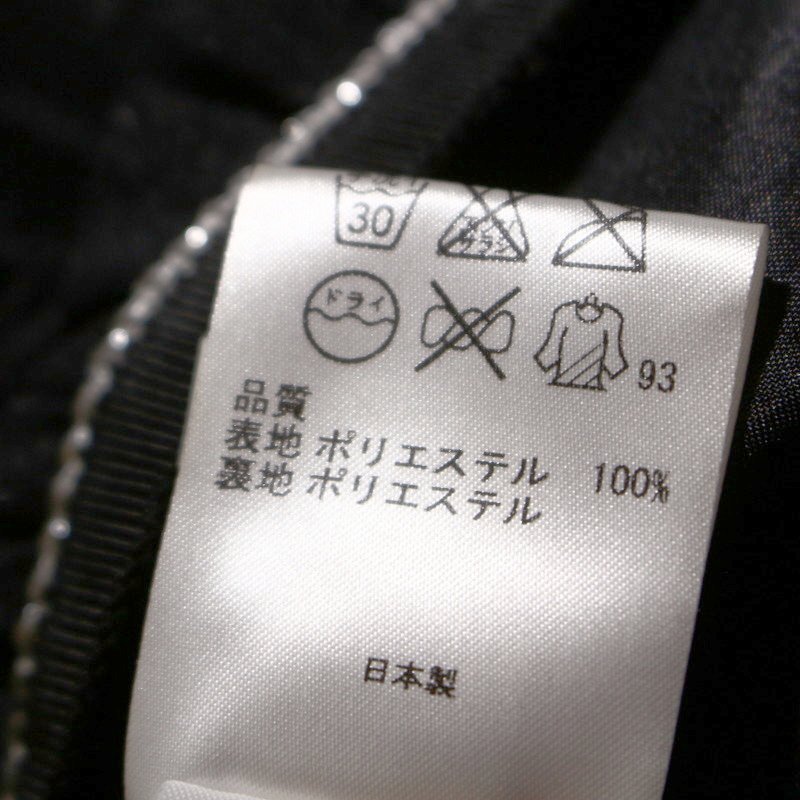 30
ドライ
93
品質
表地 ポリエステル 100%
裏地 ポリエステル
日本製